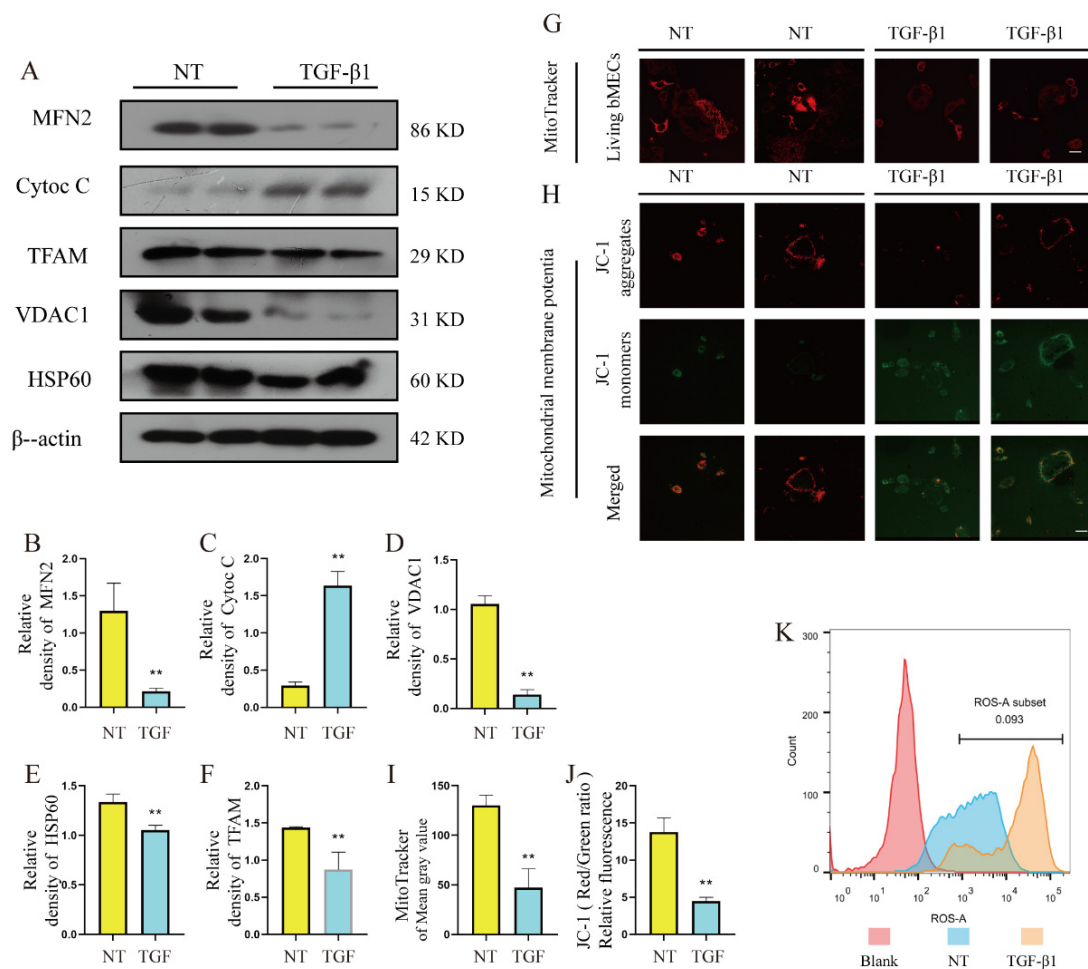 A
NT
TGF-β1
MFN2
86 KD
Cytoc C
15 KD
TFAM
29 KD
VDAC1
31 KD
HSP60
60 KD
β--actin
42 KD
G
NT
NT
TGF-β1
TGF-β1
MitoTracker
Living bMECs
H
NT
NT
TGF-β1
TGF-β1
Mitochondrial membrane potentia
JC-1
aggregates
JC-1
monomers
Merged
B
Relative
density of MFN2
2.0
1.5
1.0
0.5
0.0
**
NT
TGF
C
Relative
density of Cytoc C
2.0
1.5
1.0
0.5
0.0
**
NT
TGF
D
Relative
density of VDAC1
2.0
1.5
1.0
0.5
0.0
**
NT
TGF
E
Relative
density of HSP60
1.5
1.0
0.5
0.0
**
NT
TGF
F
Relative
density of TFAM
2.0
1.5
1.0
0.5
0.0
**
NT
TGF
I
MitoTracker
of Mean gray value
150
100
50
0
**
NT
TGF
J
JC-1 ( Red/Green ratio )
Relative fluorescence
20
15
10
5
0
**
NT
TGF
K
Count
300
200
100
0
ROS-A subset
0.093
10⁰
10¹
10²
10³
10⁴
10⁵
ROS-A
Blank
NT
TGF-β1